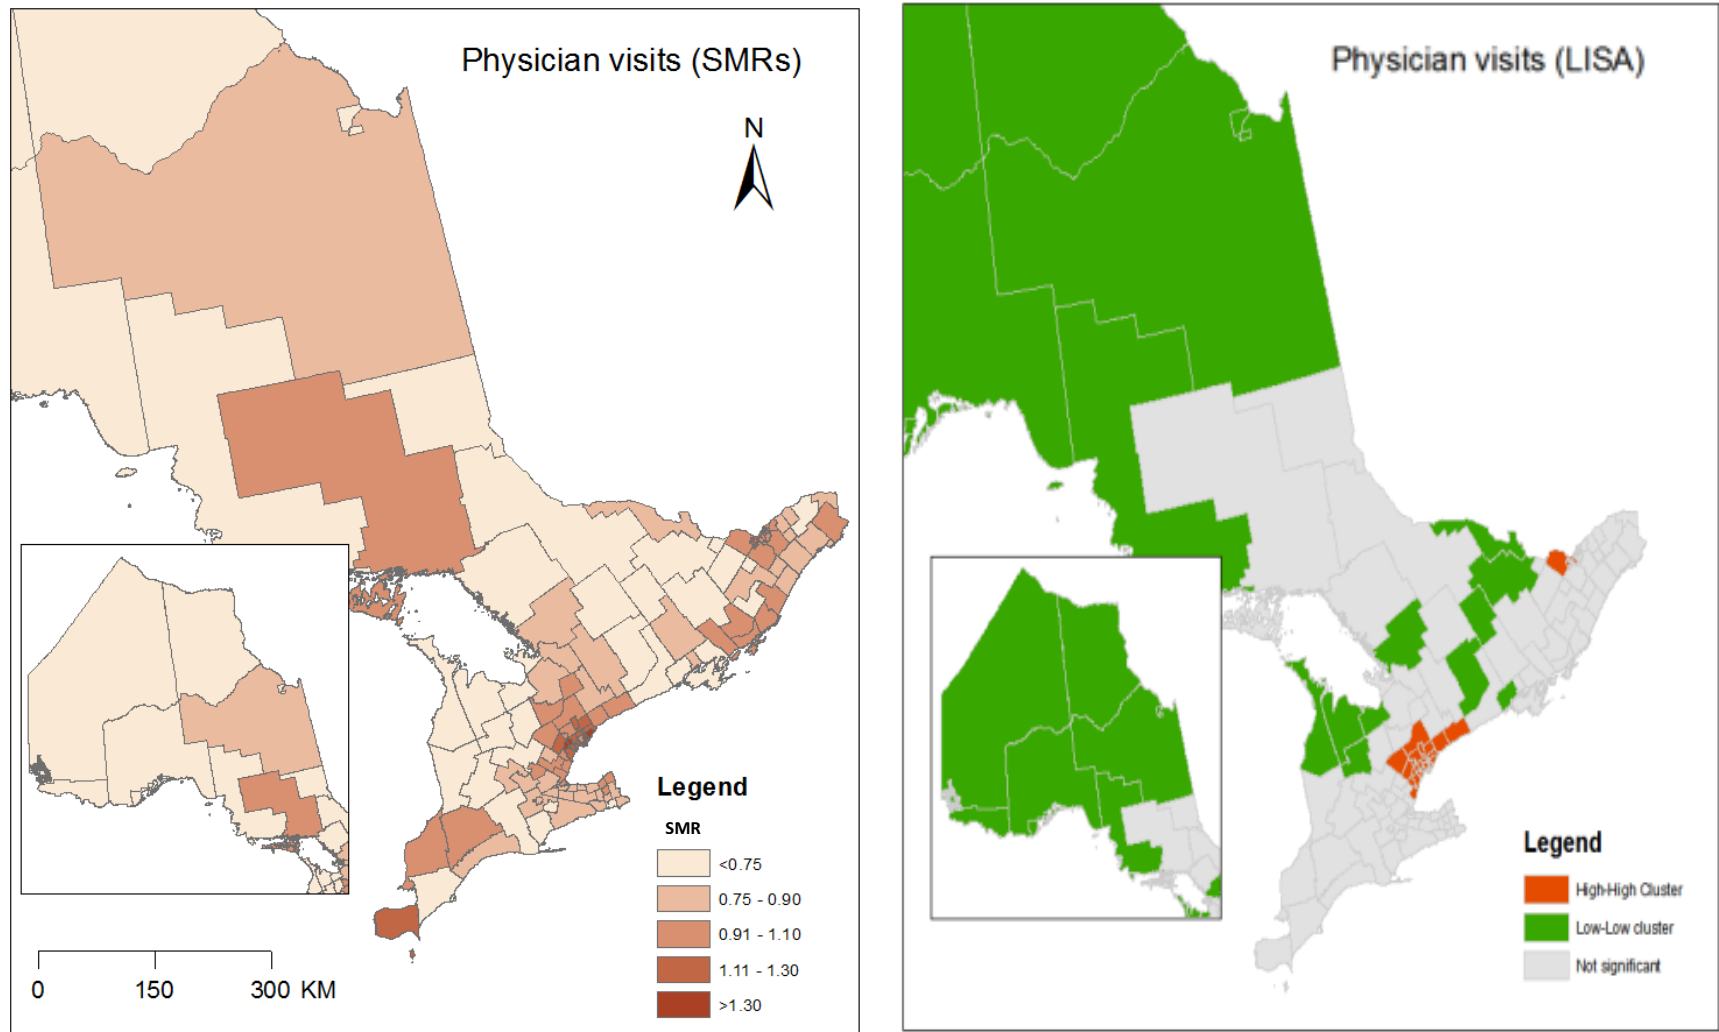 Physician visits (SMRs)
N
Legend
SMR
<0.75
0.75 - 0.90
0.91 - 1.10
1.11 - 1.30
>1.30
0 150 300 KM
Physician visits (LISA)
Legend
High-High Cluster
Low-Low cluster
Not significant